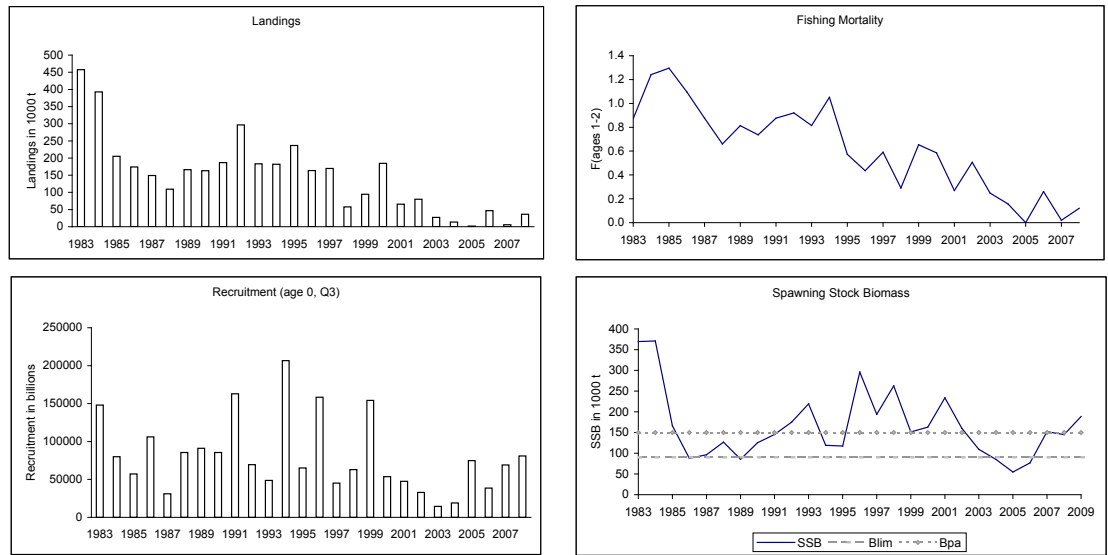 Landings
Landings in 1000 t
500
450
400
350
300
250
200
150
100
50
0
1983 1985 1987 1989 1991 1993 1995 1997 1999 2001 2003 2005 2007
Fishing Mortality
F(ages 1-2)
1.4
1.2
1.0
0.8
0.6
0.4
0.2
0.0
1983 1985 1987 1989 1991 1993 1995 1997 1999 2001 2003 2005 2007
Recruitment (age 0, Q3)
Recruitment in billions
250000
200000
150000
100000
50000
0
1983 1985 1987 1989 1991 1993 1995 1997 1999 2001 2003 2005 2007
Spawning Stock Biomass
SSB in 1000 t
400
350
300
250
200
150
100
50
0
1983 1985 1987 1989 1991 1993 1995 1997 1999 2001 2003 2005 2007 2009
SSB Blim Bpa